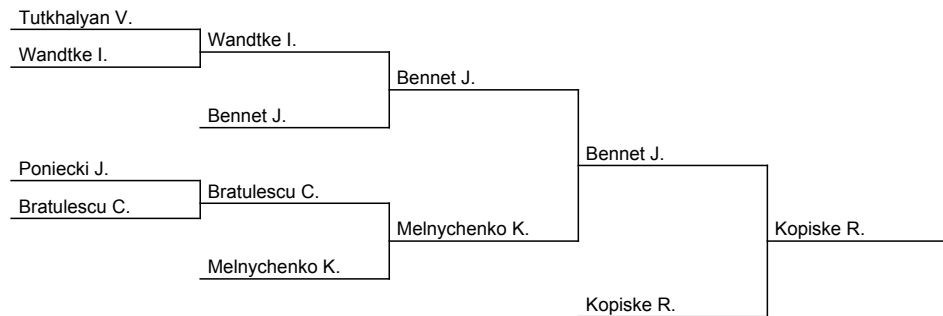 Tutkhalyan V.
Wandtke I.
Wandtke I.
Bennet J.
Bennet J.
Bennet J.
Poniecki J.
Bratulescu C.
Bratulescu C.
Melnychenko K.
Kopiske R.
Melnychenko K.
Kopiske R.